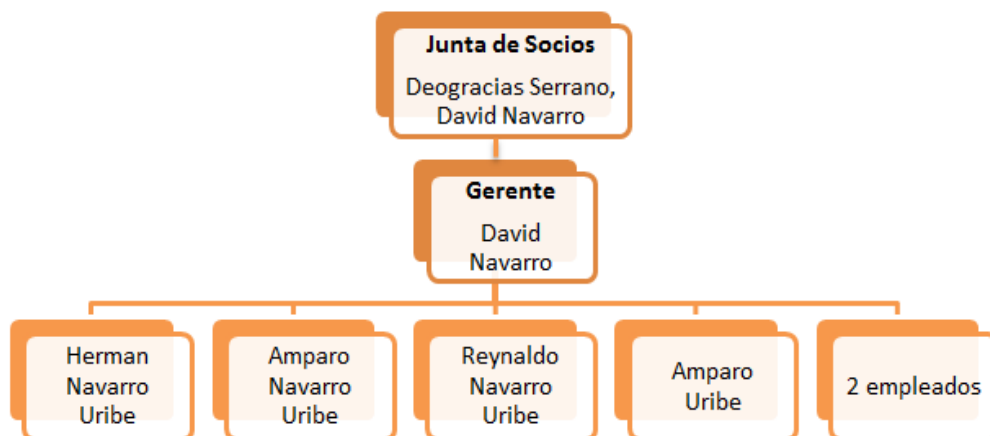 Junta de Socios
Deogracias Serrano,
David Navarro
Gerente
David
Navarro
Herman
Navarro
Uribe
Amparo
Navarro
Uribe
Reynaldo
Navarro
Uribe
Amparo
Uribe
2 empleados